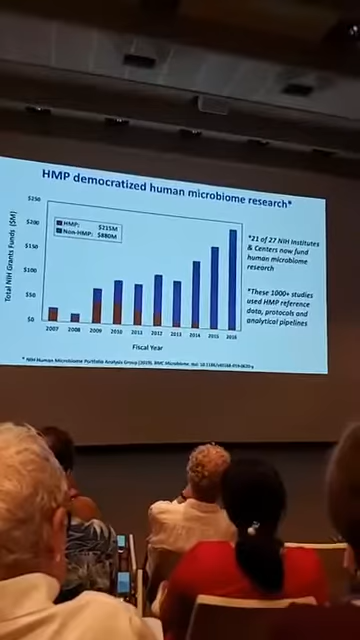 HMP democratized human microbiome research*
Total NIH Grants Funds ($M)
$250
$200
$150
$100
$50
$0
HMP: $215M
Non-HMP: $880M
2007 2008 2009 2010 2011 2012 2013 2014 2015 2016
Fiscal Year
*21 of 27 NIH Institutes
& Centers now fund
human microbiome
research
*These 1000+ studies
used HMP reference
data, protocols and
analytical pipelines
* NIH Human Microbiome Portfolio Analysis Group (2019). BMC Microbiome.